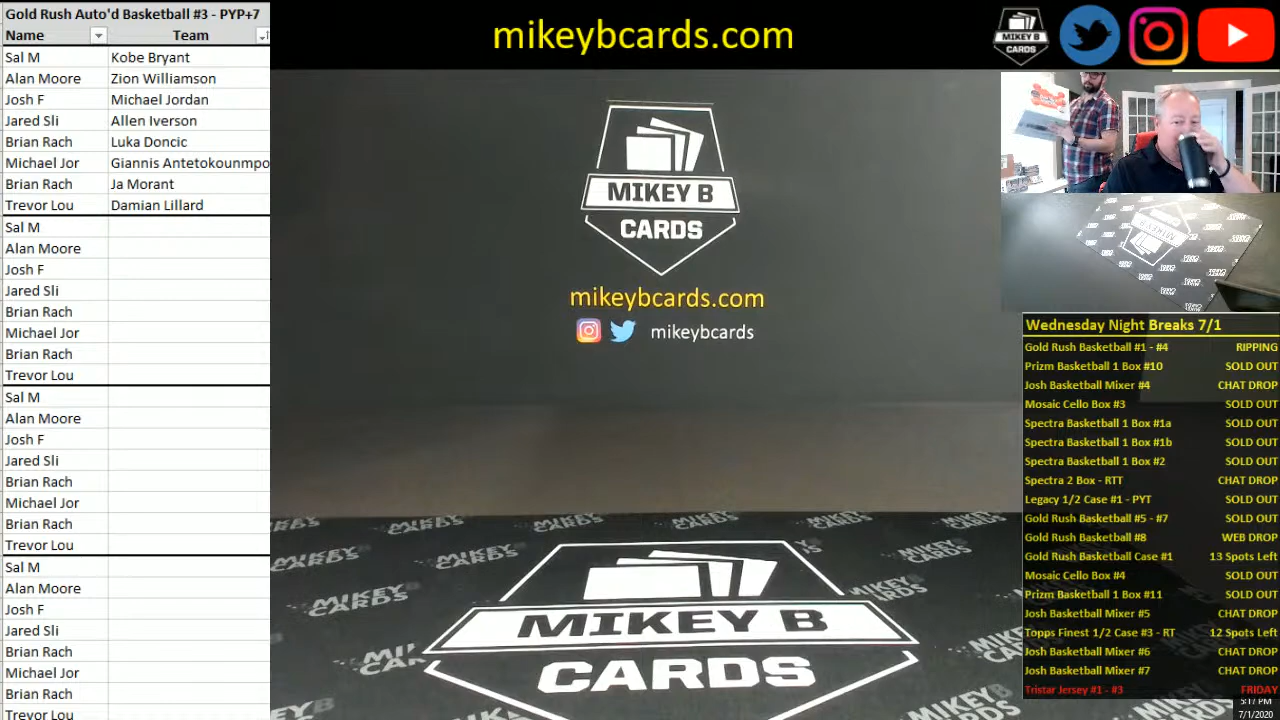 Gold Rush Auto'd Basketball #3 - PYP+7
Name Team
Sal M Kobe Bryant
Alan Moore Zion Williamson
Josh F Michael Jordan
Jared Sli Allen Iverson
Brian Rach Luka Doncic
Michael Jor Giannis Antetokounmpo
Brian Rach Ja Morant
Trevor Lou Damian Lillard
Sal M
Alan Moore
Josh F
Jared Sli
Brian Rach
Michael Jor
Brian Rach
Trevor Lou
Sal M
Alan Moore
Josh F
Jared Sli
Brian Rach
Michael Jor
Brian Rach
Trevor Lou
Sal M
Alan Moore
Josh F
Jared Sli
Brian Rach
Michael Jor
Brian Rach
Trevor Lou
mikeybcards.com
MIKEY B
CARDS
MIKEY B
CARDS
mikeybcards.com
mikeybcards
MIKEY B
CARDS
Wednesday Night Breaks 7/1
Gold Rush Basketball #1 - #4 RIPPING
Prizm Basketball 1 Box #10 SOLD OUT
Josh Basketball Mixer #4 CHAT DROP
Mosaic Cello Box #3 SOLD OUT
Spectra Basketball 1 Box #1a SOLD OUT
Spectra Basketball 1 Box #1b SOLD OUT
Spectra Basketball 1 Box #2 SOLD OUT
Spectra 2 Box - RTT CHAT DROP
Legacy 1/2 Case #1 - PYT SOLD OUT
Gold Rush Basketball #5 - #7 SOLD OUT
Gold Rush Basketball #8 WEB DROP
Gold Rush Basketball Case #1 13 Spots Left
Mosaic Cello Box #4 SOLD OUT
Prizm Basketball 1 Box #11 SOLD OUT
Josh Basketball Mixer #5 CHAT DROP
Topps Finest 1/2 Case #3 - RT 12 Spots Left
Josh Basketball Mixer #6 CHAT DROP
Josh Basketball Mixer #7 CHAT DROP
Tristar Jersey #1 - #3 FRIDAY
5:17 PM
7/1/2020